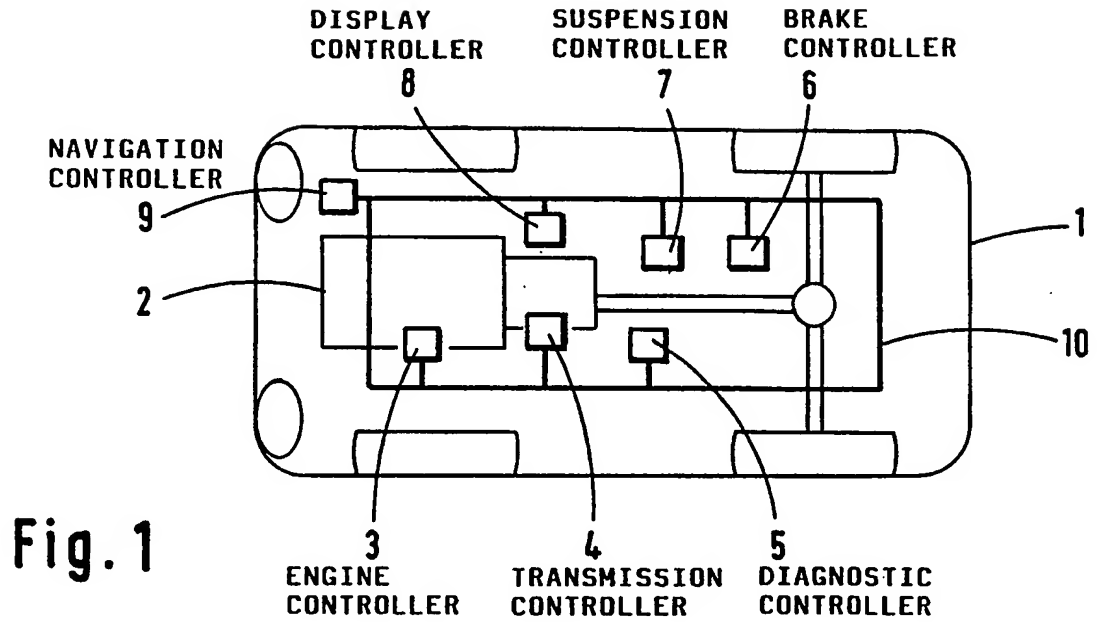 DISPLAY
CONTROLLER
8
SUSPENSION
CONTROLLER
7
BRAKE
CONTROLLER
6
NAVIGATION
CONTROLLER
9
1
2
10
Fig. 1
3
ENGINE
CONTROLLER
4
TRANSMISSION
CONTROLLER
5
DIAGNOSTIC
CONTROLLER